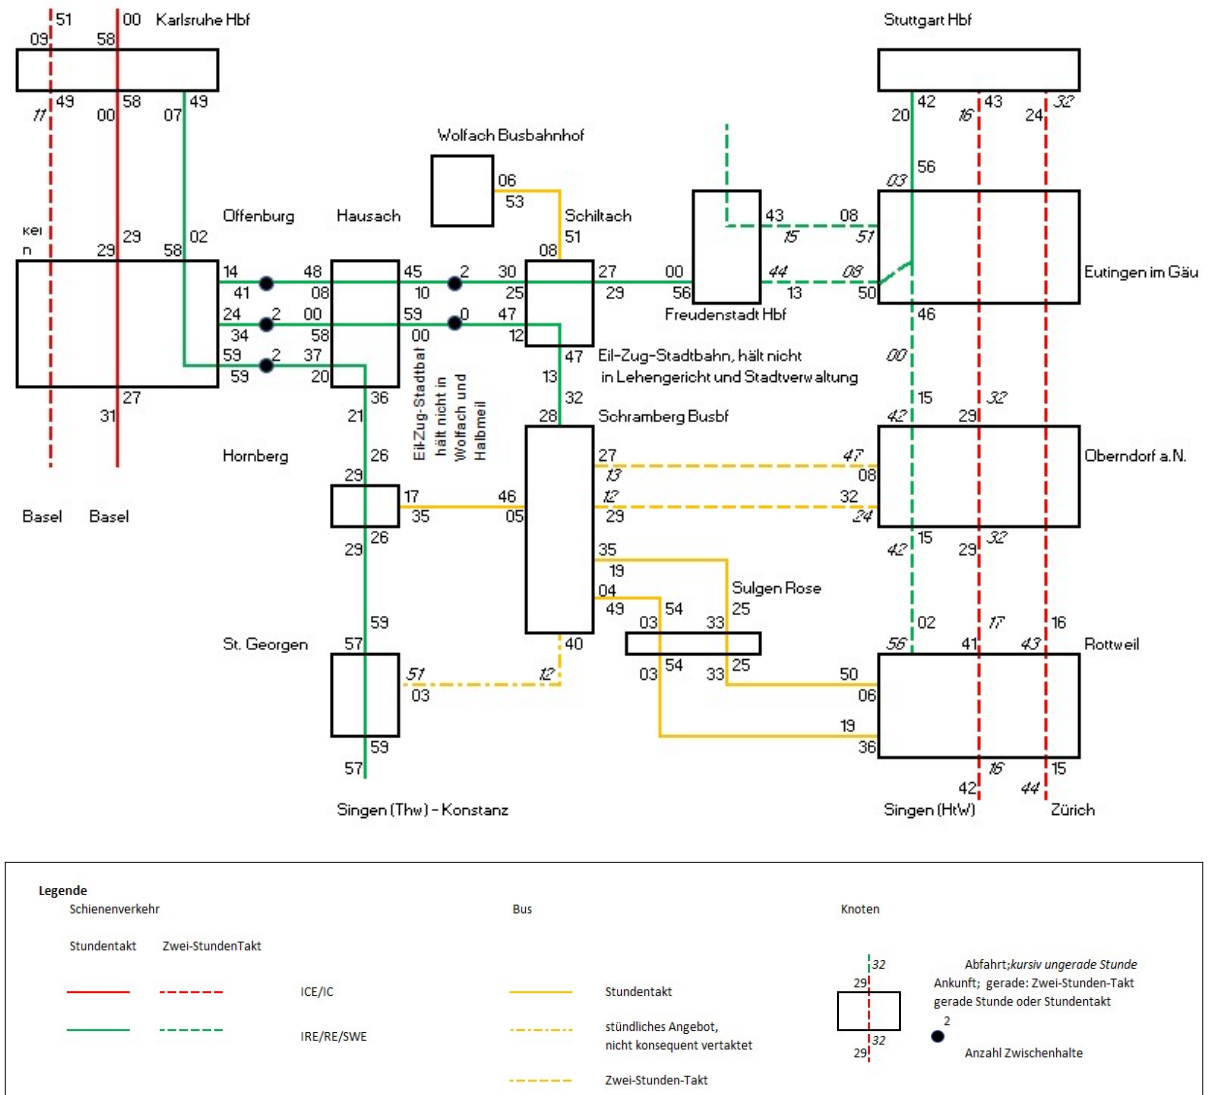 51 00 Karlsruhe Hbf Stuttgart Hbf
09 58
49 58 49 42 43 32
11 00 07 20 16 24
Wolfach Busbahnhof
56
06 03
53
Offenburg Hausach Schiltach 43 08
kei 29 02 51 15 51
n 29 58 08
14 48 45 2 30 27 00 44 08 Eutingen im Gäu
41 08 10 25 29 56 13 50
24 2 00 59 0 47 Freudenstadt Hbf 46
34 58 00 12
59 2 37 47 Eil-Zug-Stadtbahn, hält nicht 00
59 20 13 in Lehengericht und Stadtverwaltung
27 36 32 15 32
31 21 28 Schramberg Busbf 42 29
Eil-Zug-Stadtbal
hält nicht in
Wolfach und
Halbmeil
Hornberg 26 27 47 Oberndorf a.N.
29 13 08
17 46 12 32
Basel Basel 35 05 29 24
26 15 32
29 35 42 29
19 Sulgen Rose
04 54 25
59 49 03 33 02 17 16
St. Georgen 57 40 56 41 43 Rottweil
51 12 54 25 50
03 03 33 06
19
59 36
57 16 15
42 44
Singen (Thw) - Konstanz Singen (HtW) Zürich
Legende
Schienenverkehr Bus Knoten
Stundentakt Zwei-StundenTakt
32 Abfahrt;kursiv ungerade Stunde
29 Ankunft; gerade: Zwei-Stunden-Takt
ICE/IC Stundentakt gerade Stunde oder Stundentakt
2
IRE/RE/SWE stündliches Angebot,
nicht konsequent vertaktet
32
29 Anzahl Zwischenhalte
Zwei-Stunden-Takt